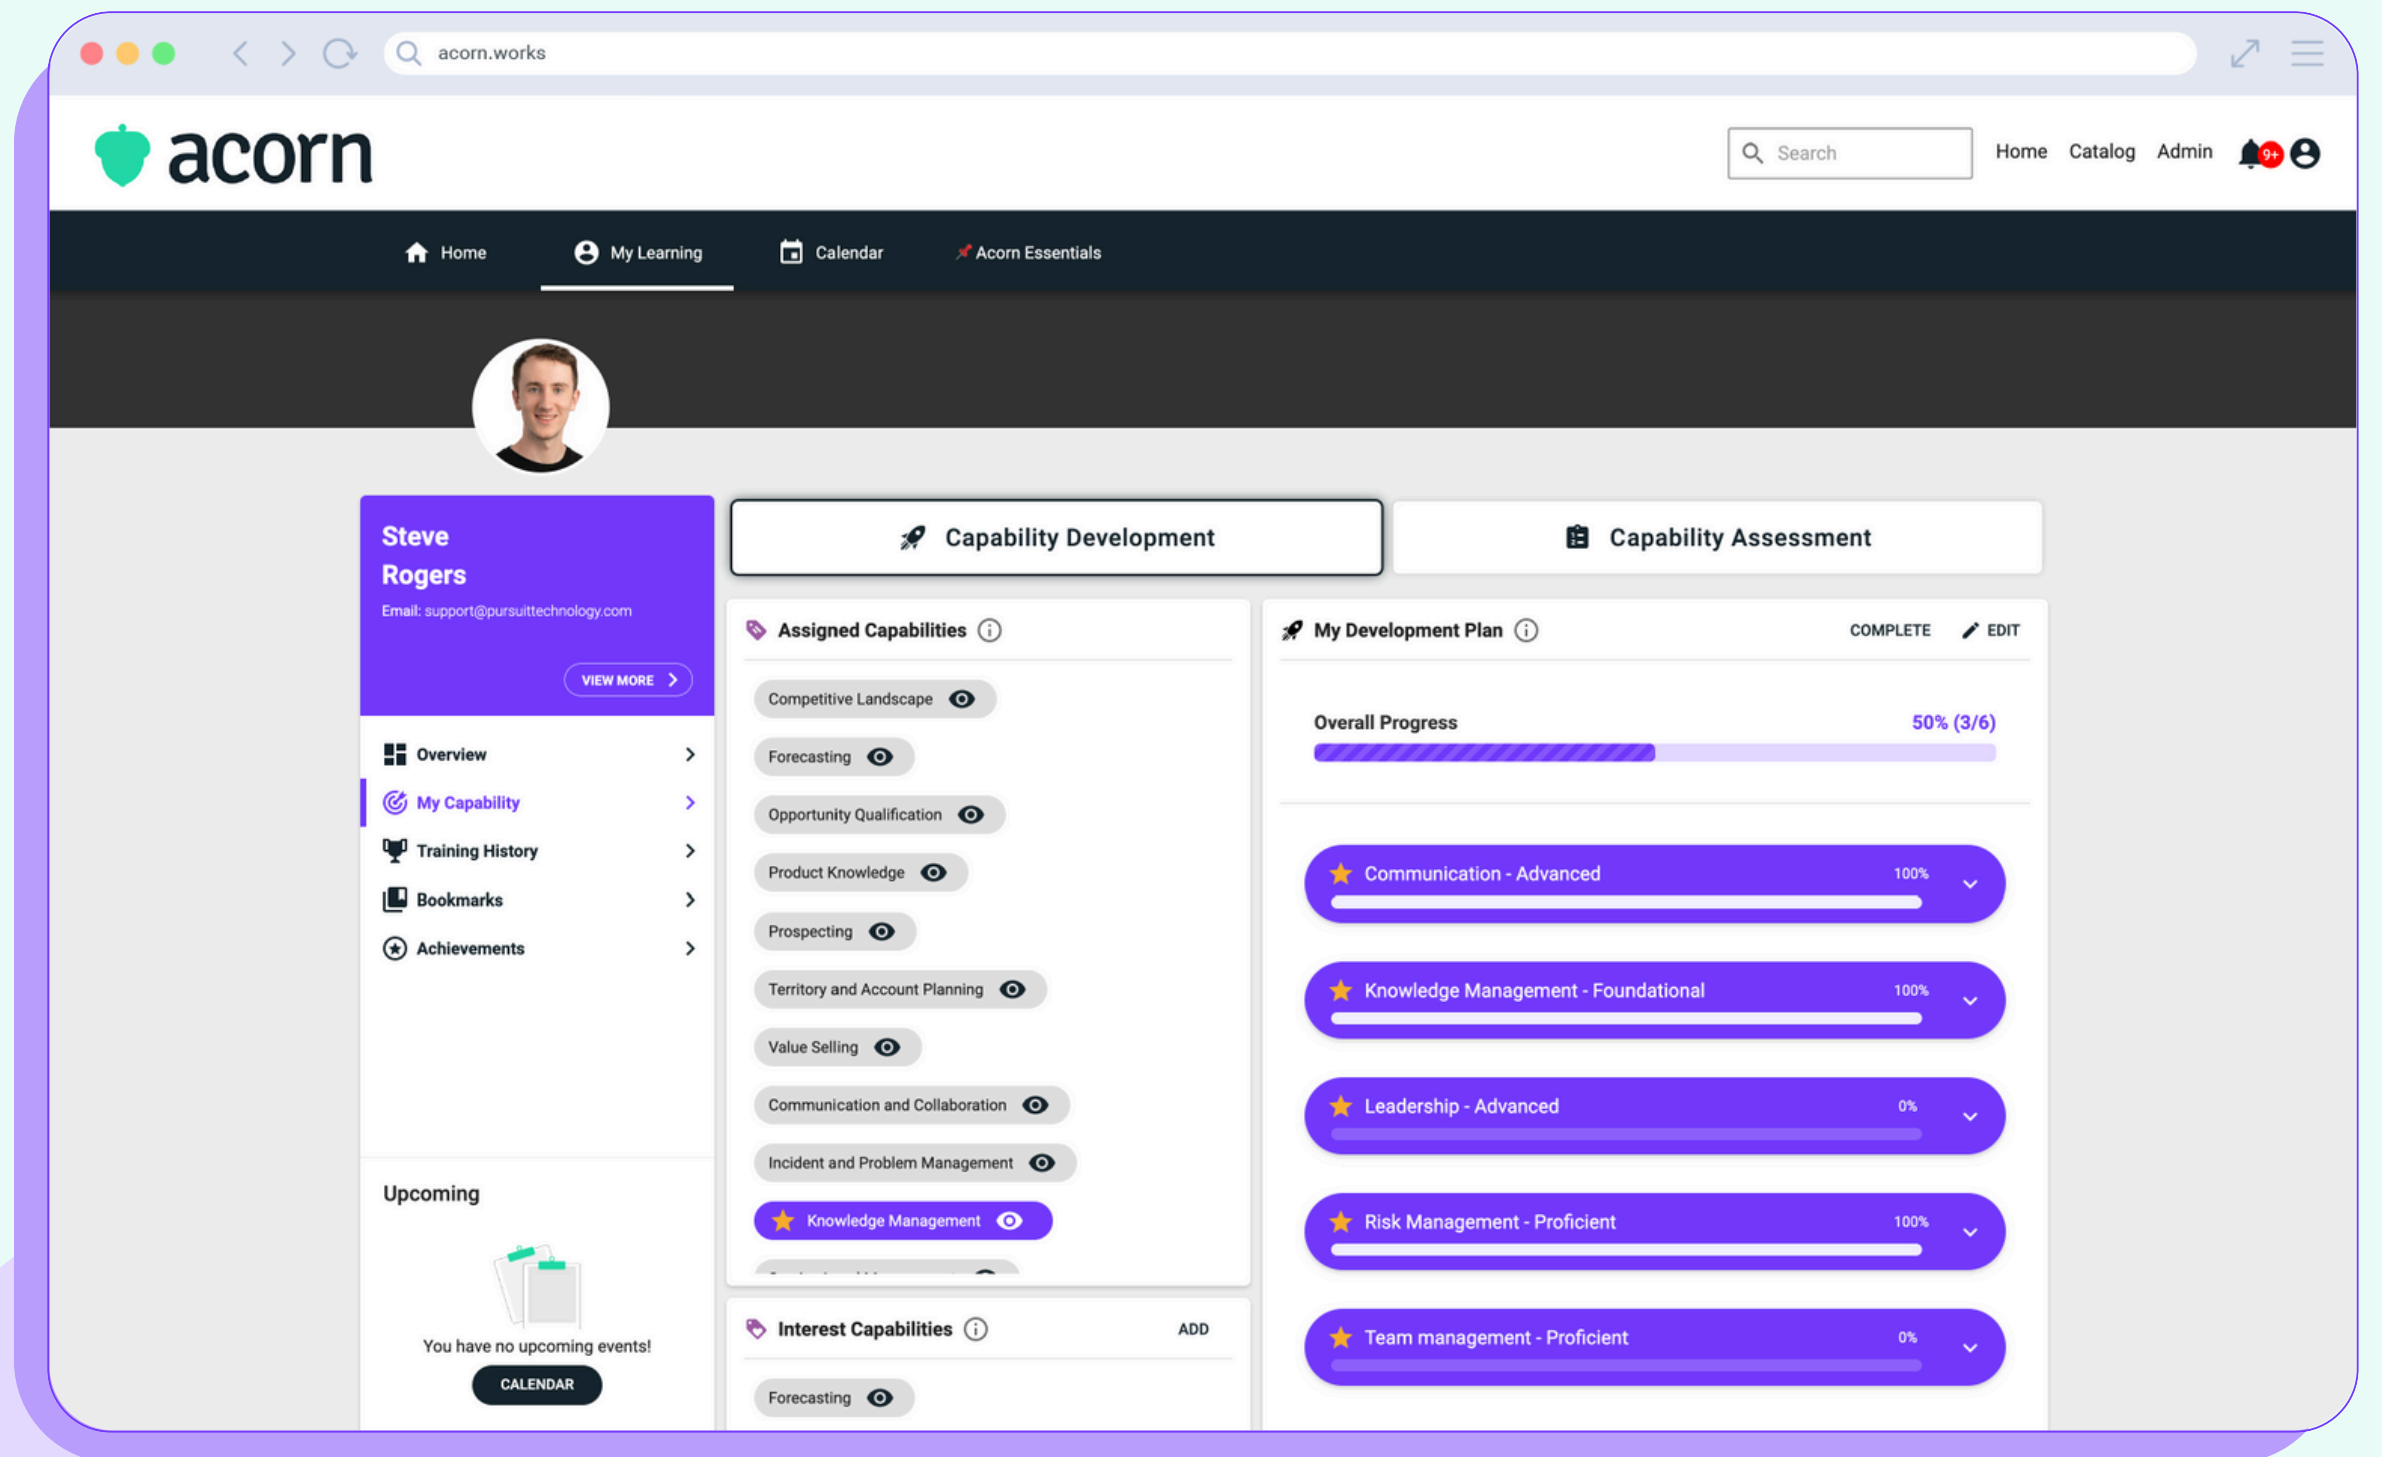 acorn.works
acorn
Search
Home Catalog Admin 9+
Home My Learning Calendar Acorn Essentials
Steve
Rogers
Email: support@pursuittechnology.com
VIEW MORE
Overview
My Capability
Training History
Bookmarks
Achievements
Upcoming
You have no upcoming events!
CALENDAR
Capability Development
Capability Assessment
Assigned Capabilities
Competitive Landscape
Forecasting
Opportunity Qualification
Product Knowledge
Prospecting
Territory and Account Planning
Value Selling
Communication and Collaboration
Incident and Problem Management
Knowledge Management
Interest Capabilities ADD
Forecasting
My Development Plan COMPLETE EDIT
Overall Progress 50% (3/6)
Communication - Advanced 100%
Knowledge Management - Foundational 100%
Leadership - Advanced 0%
Risk Management - Proficient 100%
Team management - Proficient 0%